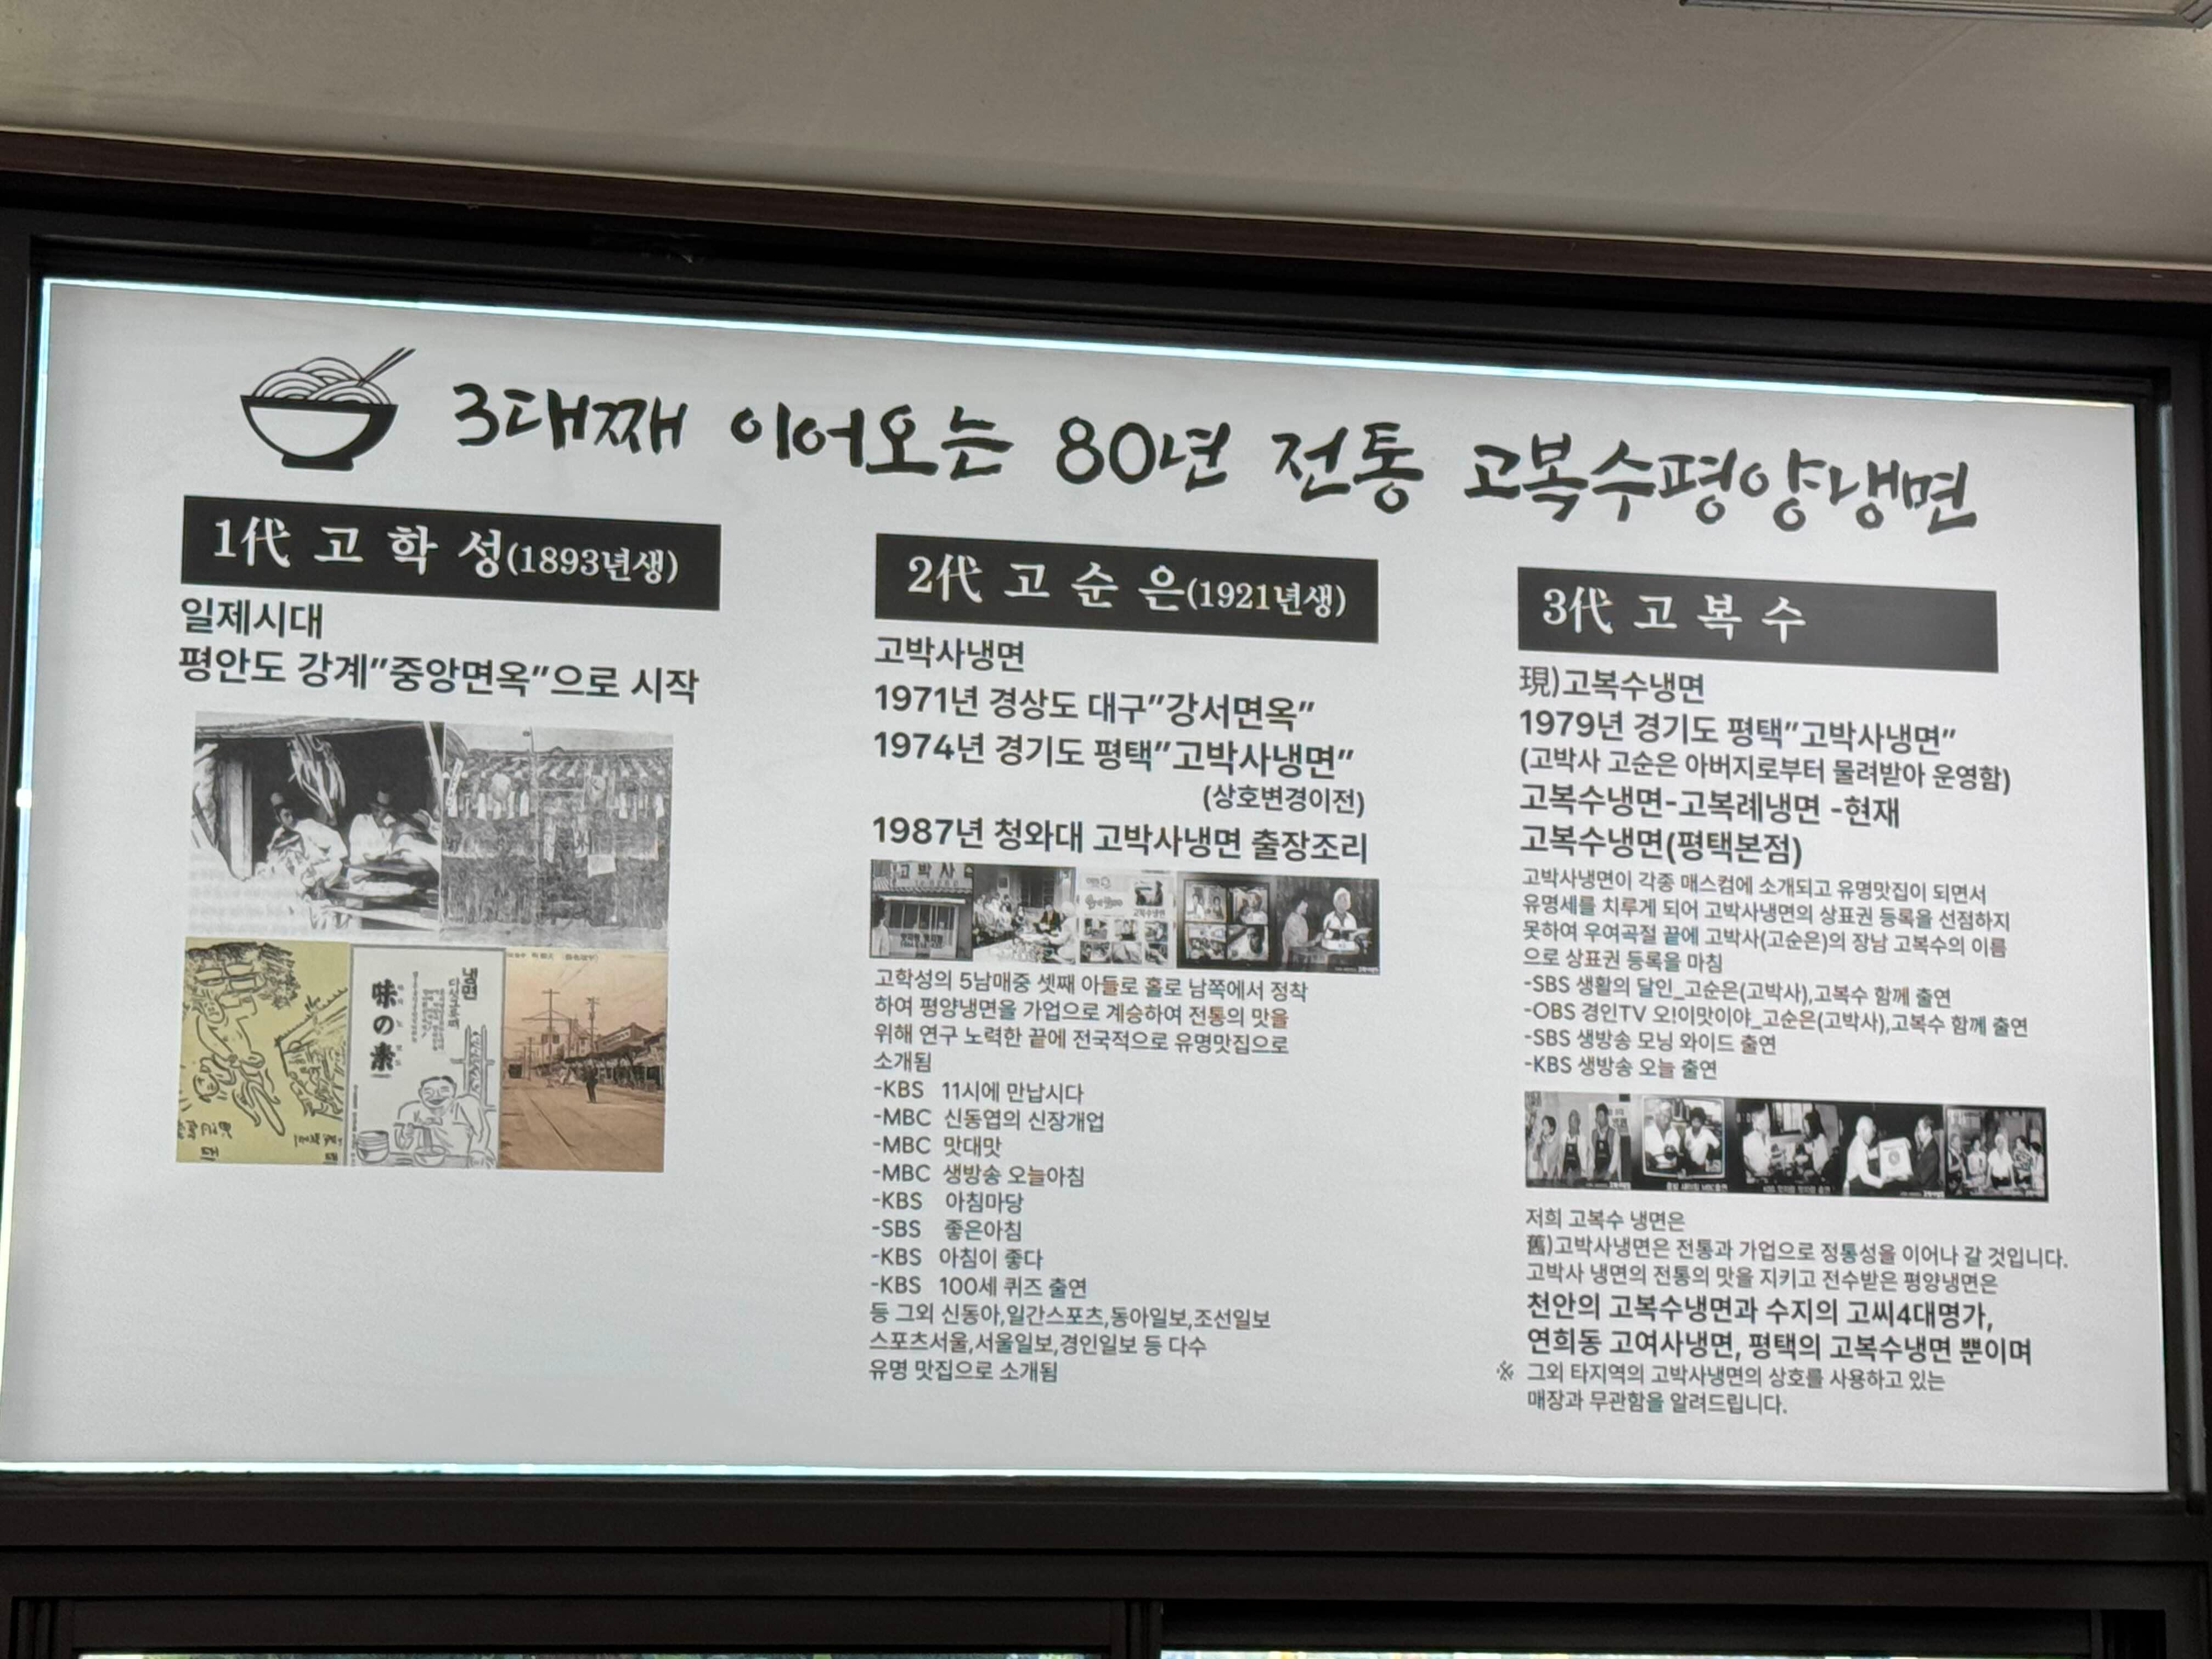 3대째 이어오는 80년 전통 고복수평양냉면
1代 고 학 성(1893년생)
일제시대
평안도 강계"중앙면옥"으로 시작
냉면
味の素
2代 고 순 은(1921년생)
고박사냉면
1971년 경상도 대구"강서면옥"
1974년 경기도 평택"고박사냉면"
(상호변경이전)
1987년 청와대 고박사냉면 출장조리
고박사
고학성의 5남매중 셋째 아들로 홀로 남쪽에서 정착
하여 평양냉면을 가업으로 계승하여 전통의 맛을
위해 연구 노력한 끝에 전국적으로 유명맛집으로
소개됨
-KBS 11시에 만납시다
-MBC 신동엽의 신장개업
-MBC 맛대맛
-MBC 생방송 오늘아침
-KBS 아침마당
-SBS 좋은아침
-KBS 아침이 좋다
-KBS 100세 퀴즈 출연
등 그외 신동아,일간스포츠,동아일보,조선일보
스포츠서울,서울일보,경인일보 등 다수
유명 맛집으로 소개됨
3代 고 복 수
現)고복수냉면
1979년 경기도 평택"고박사냉면"
(고박사 고순은 아버지로부터 물려받아 운영함)
고복수냉면-고복례냉면 -현재
고복수냉면(평택본점)
고박사냉면이 각종 매스컴에 소개되고 유명맛집이 되면서
유명세를 치루게 되어 고박사냉면의 상표권 등록을 선점하지
못하여 우여곡절 끝에 고박사(고순은)의 장남 고복수의 이름
으로 상표권 등록을 마침
-SBS 생활의 달인_고순은(고박사),고복수 함께 출연
-OBS 경인TV 오!이맛이야_고순은(고박사),고복수 함께 출연
-SBS 생방송 모닝 와이드 출연
-KBS 생방송 오늘 출연
저희 고복수 냉면은
舊)고박사냉면은 전통과 가업으로 정통성을 이어나 갈 것입니다.
고박사 냉면의 전통의 맛을 지키고 전수받은 평양냉면은
천안의 고복수냉면과 수지의 고씨4대명가,
연희동 고여사냉면, 평택의 고복수냉면 뿐이며
※ 그외 타지역의 고박사냉면의 상호를 사용하고 있는
매장과 무관함을 알려드립니다.